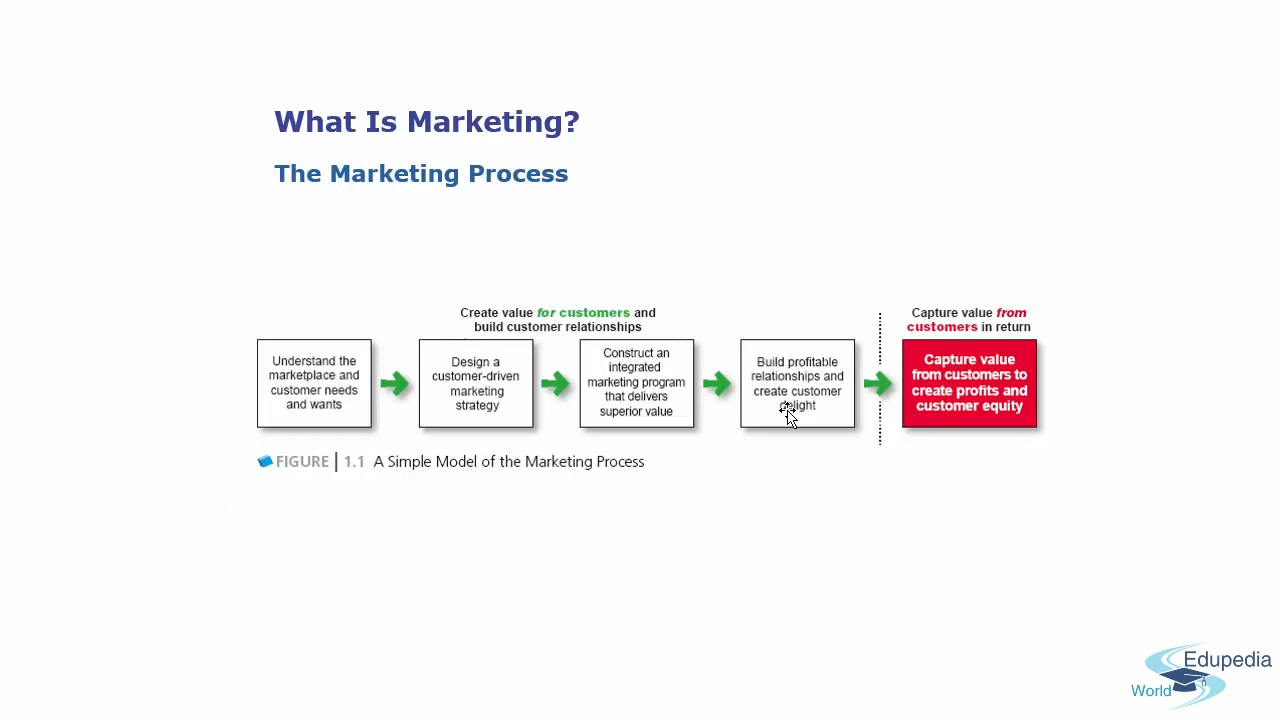 What Is Marketing?
The Marketing Process
Create value for customers and
build customer relationships
Capture value from
customers in return
Understand the
marketplace and
customer needs
and wants
Design a
customer-driven
marketing
strategy
Construct an
integrated
marketing program
that delivers
superior value
Build profitable
relationships and
create customer
delight
Capture value
from customers to
create profits and
customer equity
FIGURE | 1.1 A Simple Model of the Marketing Process
Edupedia
World